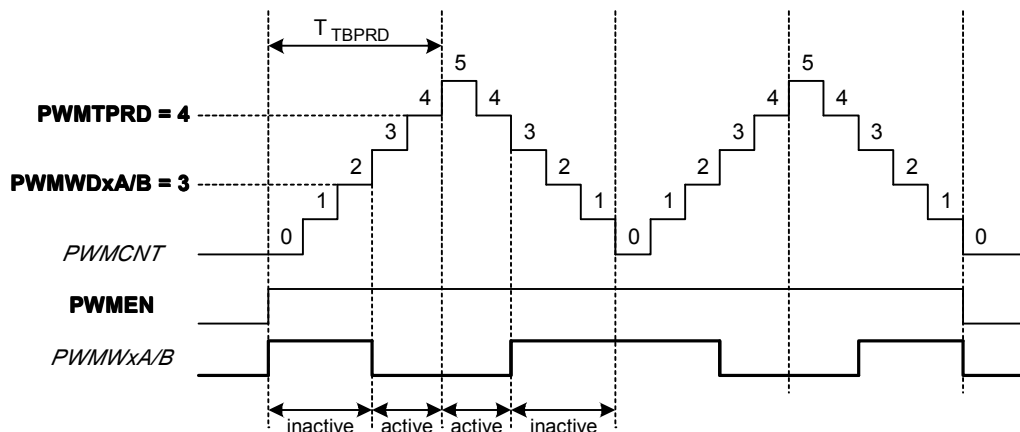 T TBPRD
5
5
4
4
4
4
PWMTPRD = 4
3
3
3
3
2
2
2
2
PWMWDxA/B = 3
1
1
1
1
0
0
0
PWMCNT
PWMEN
PWMWxA/B
inactive
active
active
inactive